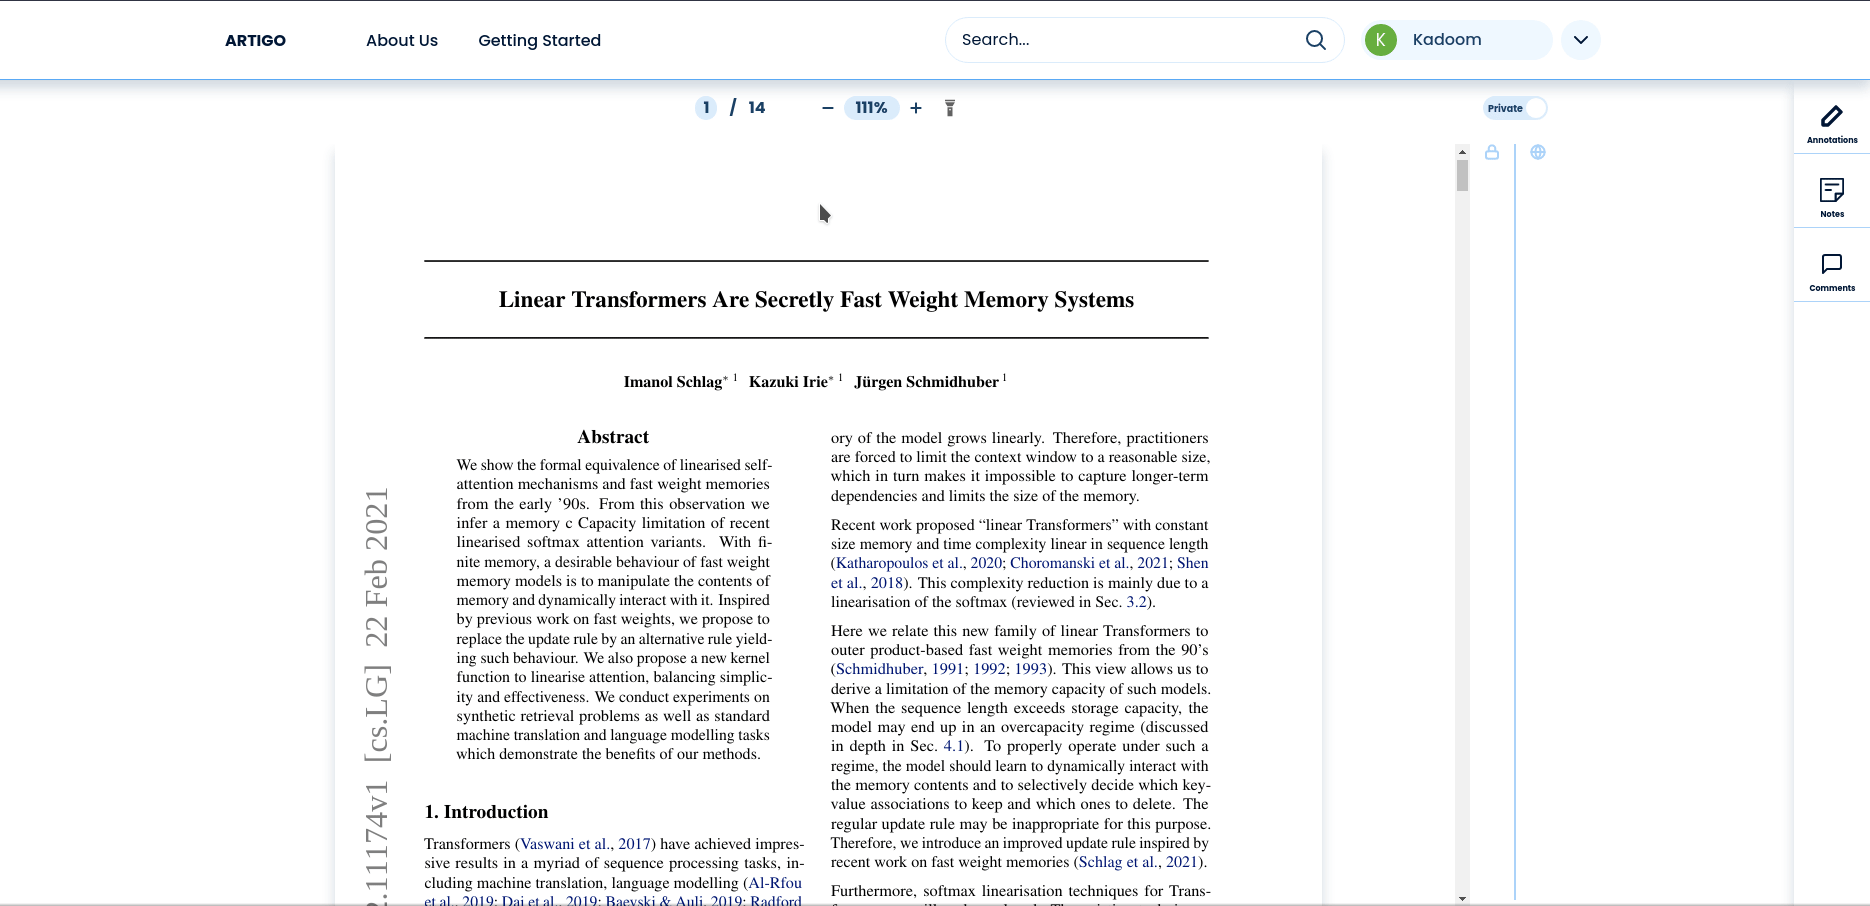 ARTIGO
About Us
Getting Started
Search...
K
Kadoom
1 / 14
− 111% +
Private
Annotations
Notes
Comments
Linear Transformers Are Secretly Fast Weight Memory Systems
Imanol Schlag* 1 Kazuki Irie* 1 Jürgen Schmidhuber 1
Abstract
We show the formal equivalence of linearised self-
attention mechanisms and fast weight memories
from the early ’90s. From this observation we
infer a memory c Capacity limitation of recent
linearised softmax attention variants. With fi-
nite memory, a desirable behaviour of fast weight
memory models is to manipulate the contents of
memory and dynamically interact with it. Inspired
by previous work on fast weights, we propose to
replace the update rule by an alternative rule yield-
ing such behaviour. We also propose a new kernel
function to linearise attention, balancing simplic-
ity and effectiveness. We conduct experiments on
synthetic retrieval problems as well as standard
machine translation and language modelling tasks
which demonstrate the benefits of our methods.
1. Introduction
Transformers (Vaswani et al., 2017) have achieved impres-
sive results in a myriad of sequence processing tasks, in-
cluding machine translation, language modelling (Al-Rfou
et al., 2019; Dai et al., 2019; Baevski & Auli, 2019; Radford
ory of the model grows linearly. Therefore, practitioners
are forced to limit the context window to a reasonable size,
which in turn makes it impossible to capture longer-term
dependencies and limits the size of the memory.
Recent work proposed “linear Transformers” with constant
size memory and time complexity linear in sequence length
(Katharopoulos et al., 2020; Choromanski et al., 2021; Shen
et al., 2018). This complexity reduction is mainly due to a
linearisation of the softmax (reviewed in Sec. 3.2).
Here we relate this new family of linear Transformers to
outer product-based fast weight memories from the 90’s
(Schmidhuber, 1991; 1992; 1993). This view allows us to
derive a limitation of the memory capacity of such models.
When the sequence length exceeds storage capacity, the
model may end up in an overcapacity regime (discussed
in depth in Sec. 4.1). To properly operate under such a
regime, the model should learn to dynamically interact with
the memory contents and to selectively decide which key-
value associations to keep and which ones to delete. The
regular update rule may be inappropriate for this purpose.
Therefore, we introduce an improved update rule inspired by
recent work on fast weight memories (Schlag et al., 2021).
Furthermore, softmax linearisation techniques for Trans-
2.11174v1 [cs.LG] 22 Feb 2021